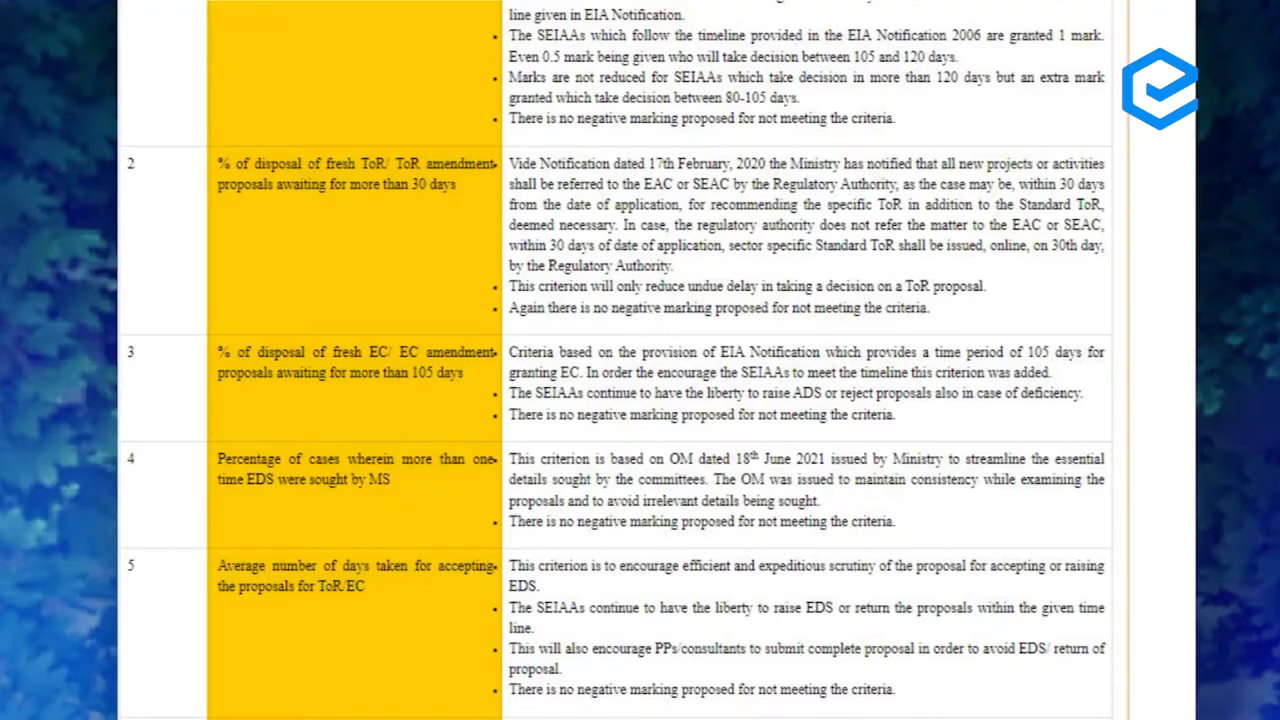 line given in EIA Notification.
• The SEIAAs which follow the timeline provided in the EIA Notification 2006 are granted 1 mark.
Even 0.5 mark being given who will take decision between 105 and 120 days.
• Marks are not reduced for SEIAAs which take decision in more than 120 days but an extra mark
granted which take decision between 80-105 days.
• There is no negative marking proposed for not meeting the criteria.
2
% of disposal of fresh ToR/ ToR amendment
proposals awaiting for more than 30 days
• Vide Notification dated 17th February, 2020 the Ministry has notified that all new projects or activities
shall be referred to the EAC or SEAC by the Regulatory Authority, as the case may be, within 30 days
from the date of application, for recommending the specific ToR in addition to the Standard ToR,
deemed necessary. In case, the regulatory authority does not refer the matter to the EAC or SEAC,
within 30 days of date of application, sector specific Standard ToR shall be issued, online, on 30th day,
by the Regulatory Authority.
• This criterion will only reduce undue delay in taking a decision on a ToR proposal.
• Again there is no negative marking proposed for not meeting the criteria.
3
% of disposal of fresh EC/ EC amendment
proposals awaiting for more than 105 days
• Criteria based on the provision of EIA Notification which provides a time period of 105 days for
granting EC. In order the encourage the SEIAAs to meet the timeline this criterion was added.
• The SEIAAs continue to have the liberty to raise ADS or reject proposals also in case of deficiency.
• There is no negative marking proposed for not meeting the criteria.
4
Percentage of cases wherein more than one
time EDS were sought by MS
• This criterion is based on OM dated 18th June 2021 issued by Ministry to streamline the essential
details sought by the committees. The OM was issued to maintain consistency while examining the
proposals and to avoid irrelevant details being sought.
• There is no negative marking proposed for not meeting the criteria.
5
Average number of days taken for accepting
the proposals for ToR/EC
• This criterion is to encourage efficient and expeditious scrutiny of the proposal for accepting or raising
EDS.
• The SEIAAs continue to have the liberty to raise EDS or return the proposals within the given time
line.
• This will also encourage PPs/consultants to submit complete proposal in order to avoid EDS/ return of
proposal.
• There is no negative marking proposed for not meeting the criteria.